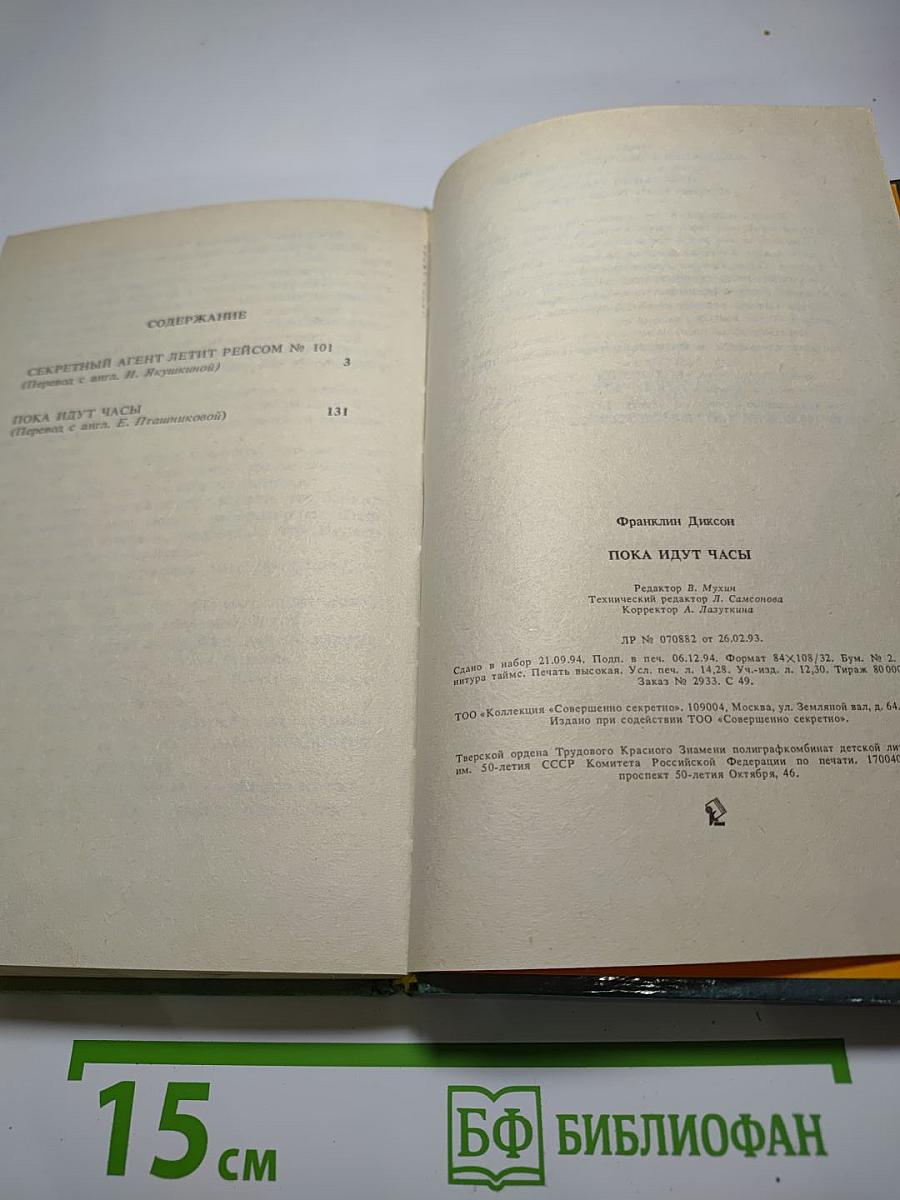 СОДЕРЖАНИЕ
СЕКРЕТНЫЙ АГЕНТ ЛЕТИТ РЕЙСОМ № 101
(Перевод с англ. И. Якушкиной) 3
ПОКА ИДУТ ЧАСЫ
(Перевод с англ. Е. Пташниковой) 131
Франклин Диксон
ПОКА ИДУТ ЧАСЫ
Редактор В. Мухин
Технический редактор Л. Самсонова
Корректор А. Лазуткина
ЛР № 070882 от 26.02.93.
Сдано в набор 21.09.94. Подп. в печ. 06.12.94. Формат 84×108/32. Бум. № 2.
нитура таймс. Печать высокая. Усл. печ. л. 14,28. Уч.-изд. л. 12,30. Тираж 80000
Заказ № 2933. С 49.
ТОО «Коллекция «Совершенно секретно». 109004, Москва, ул. Земляной вал, д. 64.
Издано при содействии ТОО «Совершенно секретно».
Тверской ордена Трудового Красного Знамени полиграфкомбинат детской ли
им. 50-летия СССР Комитета Российской Федерации по печати. 170040
проспект 50-летия Октября, 46.
15 см
БФ БИБЛИОФАН